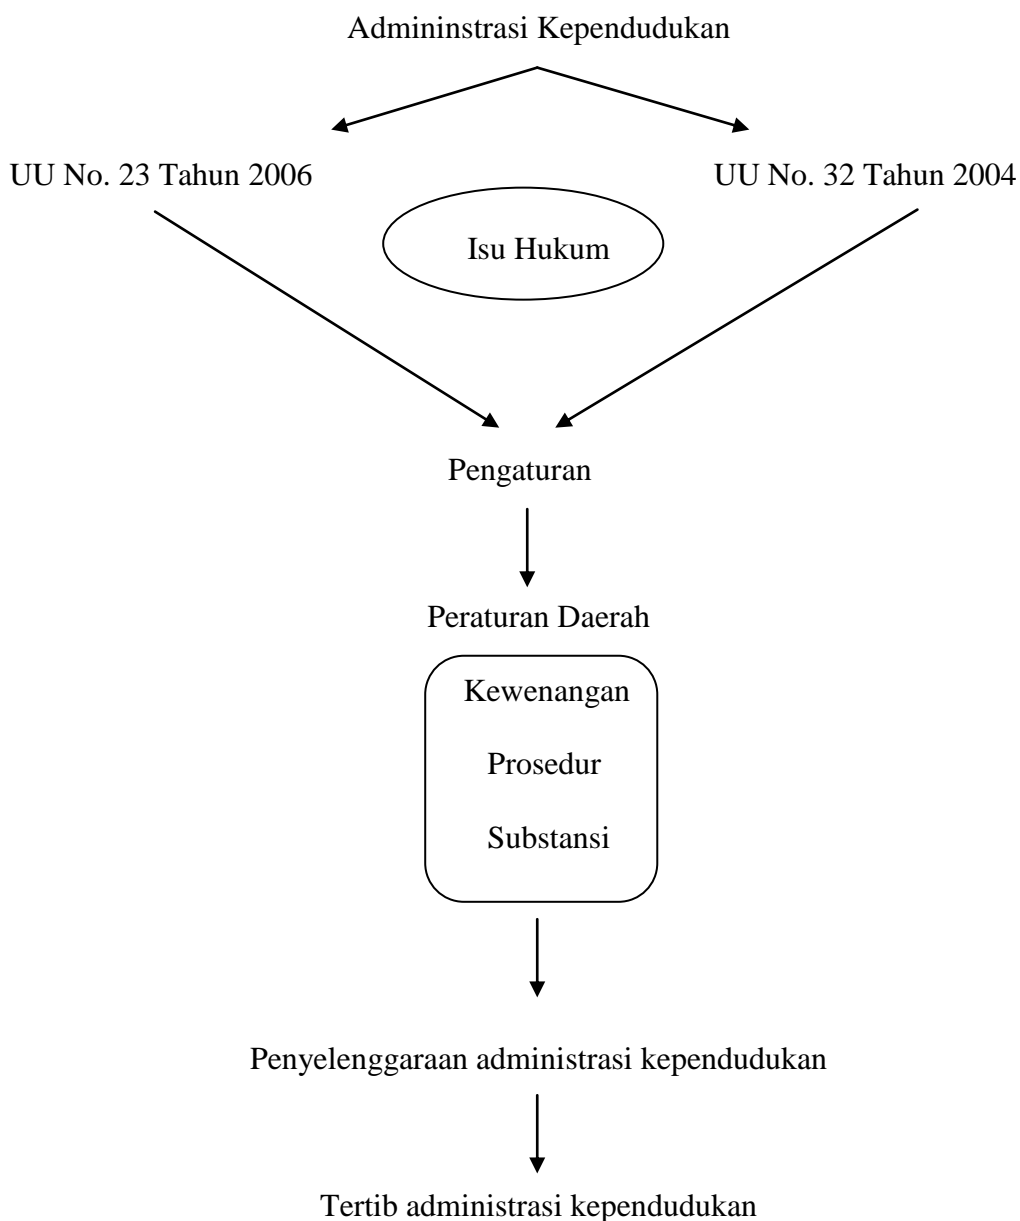 Admininstrasi Kependudukan
UU No. 23 Tahun 2006
UU No. 32 Tahun 2004
Isu Hukum
Pengaturan
Peraturan Daerah
Kewenangan
Prosedur
Substansi
Penyelenggaraan administrasi kependudukan
Tertib administrasi kependudukan